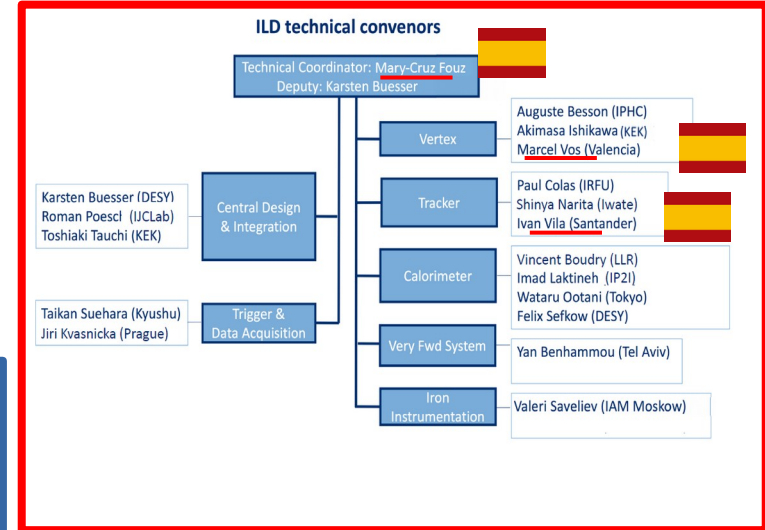 ILD technical convenors
Technical Coordinator: Mary-Cruz Fouz
Deputy: Karsten Buesser
Vertex
Auguste Besson (IPHC)
Akimasa Ishikawa (KEK)
Marcel Vos (Valencia)
Karsten Buesser (DESY)
Roman Poeschl (IJCLab)
Toshiaki Tauchi (KEK)
Central Design
& Integration
Tracker
Paul Colas (IRFU)
Shinya Narita (Iwate)
Ivan Vila (Santander)
Calorimeter
Vincent Boudry (LLR)
Imad Laktineh (IP2I)
Wataru Ootani (Tokyo)
Felix Sefkow (DESY)
Taikan Suehara (Kyushu)
Jiri Kvasnicka (Prague)
Trigger &
Data Acquisition
Very Fwd System
Yan Benhammou (Tel Aviv)
Iron
Instrumentation
Valeri Saveliev (IAM Moskow)